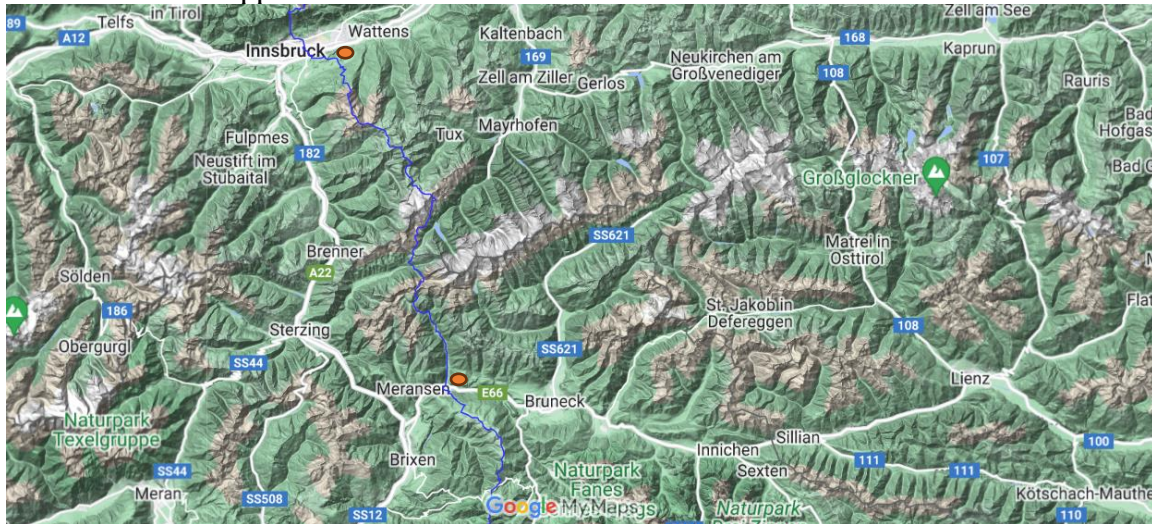 89
Telfs
in Tirol
A12
Innsbruck
Wattens
Kaltenbach
169
Zell am Ziller
Gerlos
Neukirchen am
Großvenediger
168
108
Zell am See
Kaprun
Rauris
Hofgas
Fulpmes
182
Neustift im
Stubaital
Tux
Mayrhofen
Großglockner
107
Bad
SS621
Brenner
A22
Matrei in
Osttirol
Sölden
186
Obergurgl
Sterzing
SS44
St. Jakob in
Defereggen
SS621
108
Lienz
Flat
Meransen
E66
Bruneck
Naturpark
Texelgruppe
Innichen
Sillian
100
Brixen
111
111
SS44
Meran
SS508
SS12
Naturpark
Fanes
Sexten
Kötschach-Mauthe
110
Google My Maps
Naturpark